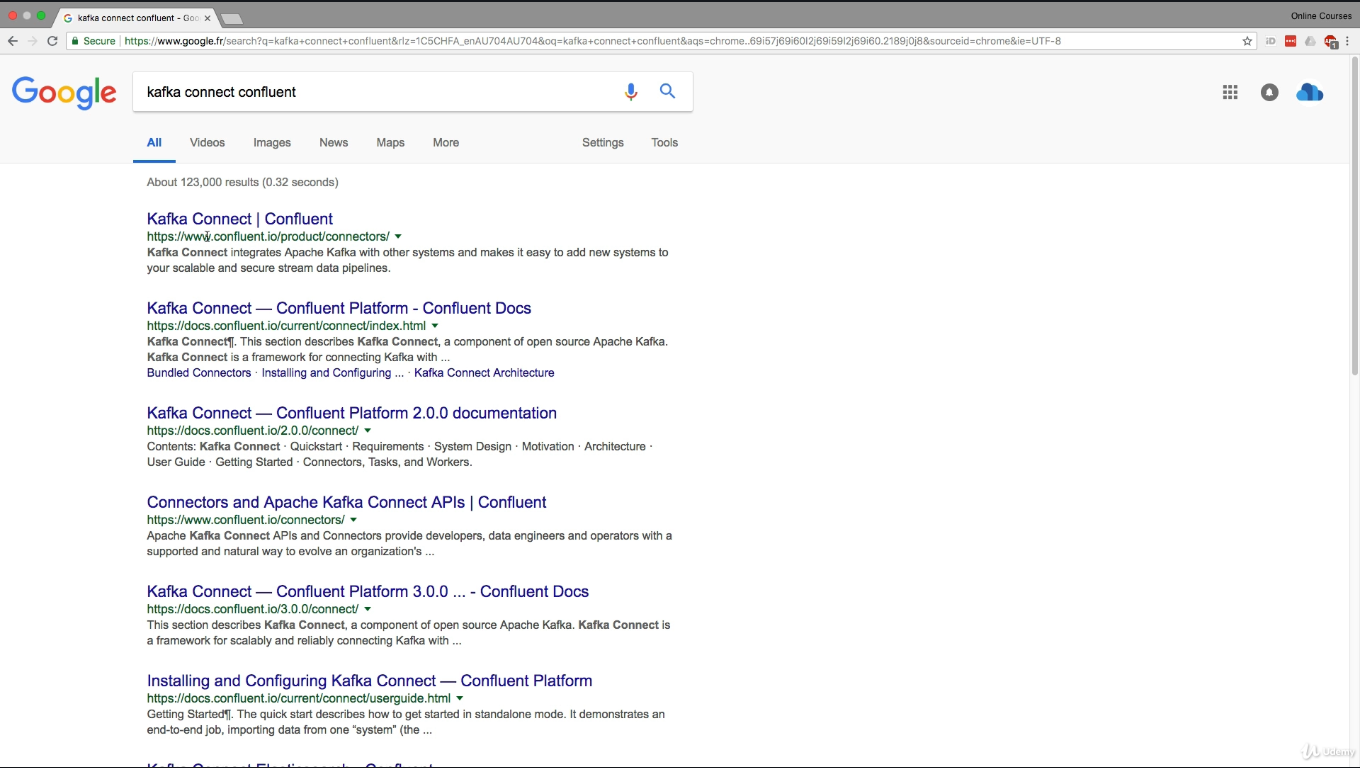 kafka connect confluent - Goo
Online Courses
Secure | https://www.google.fr/search?q=kafka+connect+confluent&rlz=1C5CHFA_enAU704AU704&oq=kafka+connect+confluent&aqs=chrome..69i57j69i60l2j69i59l2j69i60.2189j0j8&sourceid=chrome&ie=UTF-8
iD
1
Google
kafka connect confluent
All Videos Images News Maps More Settings Tools
About 123,000 results (0.32 seconds)
Kafka Connect | Confluent
https://www.confluent.io/product/connectors/
Kafka Connect integrates Apache Kafka with other systems and makes it easy to add new systems to
your scalable and secure stream data pipelines.
Kafka Connect — Confluent Platform - Confluent Docs
https://docs.confluent.io/current/connect/index.html
Kafka Connect¶. This section describes Kafka Connect, a component of open source Apache Kafka.
Kafka Connect is a framework for connecting Kafka with ...
Bundled Connectors · Installing and Configuring ... · Kafka Connect Architecture
Kafka Connect — Confluent Platform 2.0.0 documentation
https://docs.confluent.io/2.0.0/connect/
Contents: Kafka Connect · Quickstart · Requirements · System Design · Motivation · Architecture ·
User Guide · Getting Started · Connectors, Tasks, and Workers.
Connectors and Apache Kafka Connect APIs | Confluent
https://www.confluent.io/connectors/
Apache Kafka Connect APIs and Connectors provide developers, data engineers and operators with a
supported and natural way to evolve an organization's ...
Kafka Connect — Confluent Platform 3.0.0 ... - Confluent Docs
https://docs.confluent.io/3.0.0/connect/
This section describes Kafka Connect, a component of open source Apache Kafka. Kafka Connect is
a framework for scalably and reliably connecting Kafka with ...
Installing and Configuring Kafka Connect — Confluent Platform
https://docs.confluent.io/current/connect/userguide.html
Getting Started¶. The quick start describes how to get started in standalone mode. It demonstrates an
end-to-end job, importing data from one “system” (the ...
Kafka Connect Elasticsearch - Confluent
Udemy